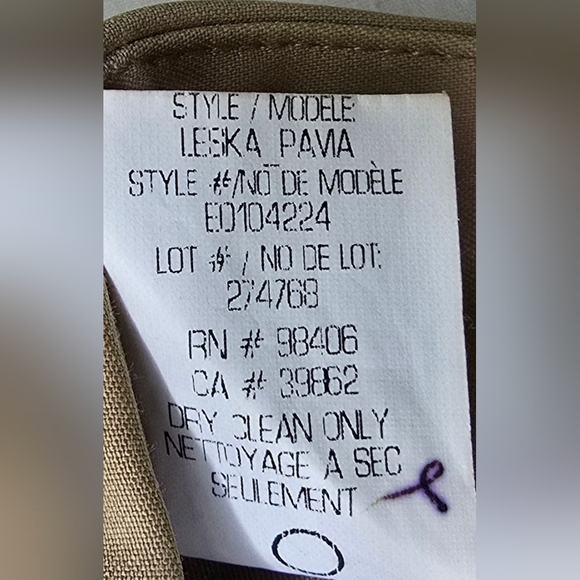 STYLE / MODELE
LESKA PAVIA
STYLE #/NO DE MODÈLE
E0104224
LOT # / NO DE LOT:
274768
RN # 98406
CA # 39862
DRY CLEAN ONLY
NETTOYAGE A SEC
SEULEMENT